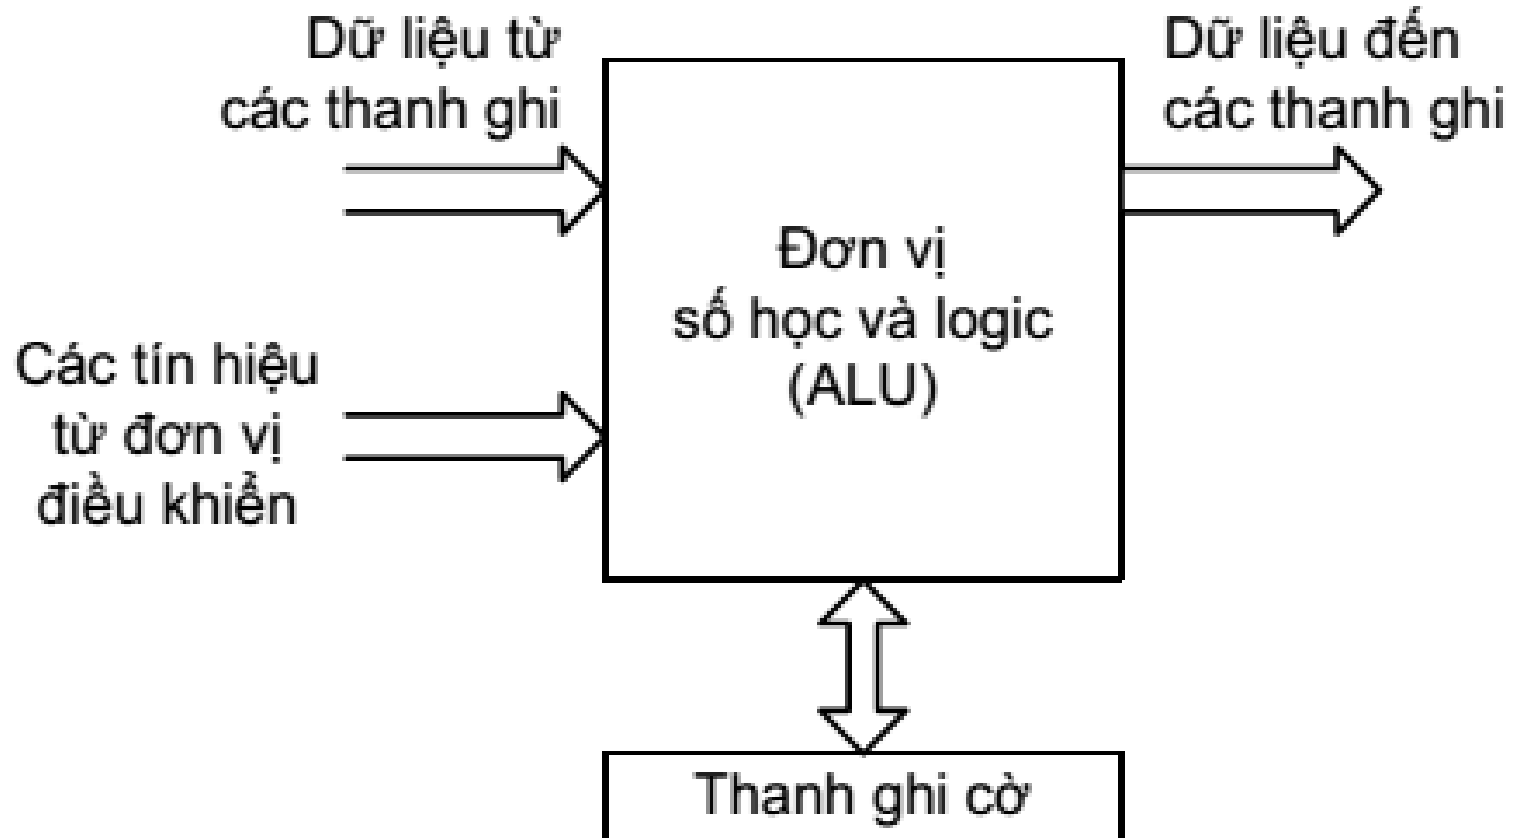 Dữ liệu từ
các thanh ghi
Dữ liệu đến
các thanh ghi
Đơn vị
số học và logic
(ALU)
Các tín hiệu
từ đơn vị
điều khiển
Thanh ghi cờ